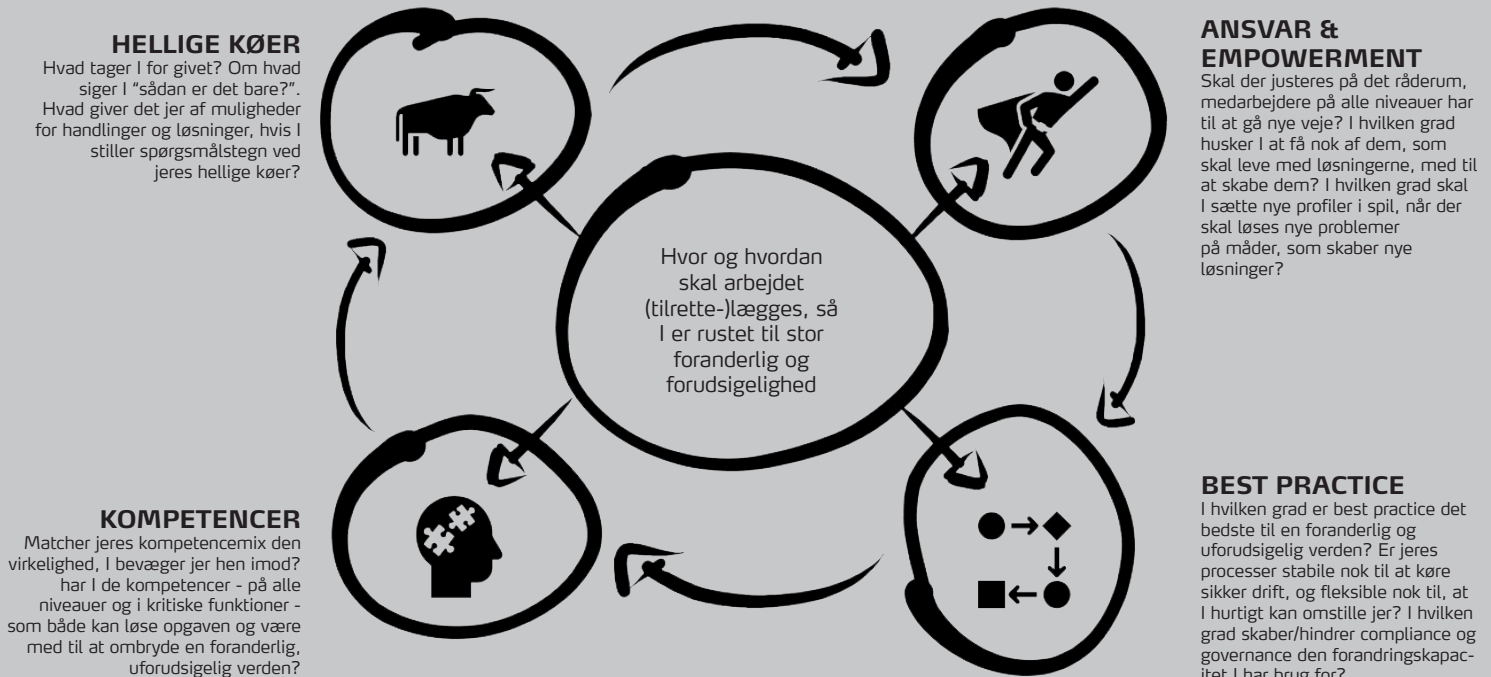 HELLIGE KØER
Hvad tager I for givet? Om hvad
siger I "sådan er det bare?".
Hvad giver det jer af muligheder
for handlinger og løsninger, hvis I
stiller spørgsmålstegn ved
jeres hellige køer?
ANSVAR &
EMPOWERMENT
Skal der justeres på det råderum,
medarbejdere på alle niveauer har
til at gå nye veje? I hvilken grad
husker I at få nok af dem, som
skal leve med løsningerne, med til
at skabe dem? I hvilken grad skal
I sætte nye profiler i spil, når der
skal løses nye problemer
på måder, som skaber nye
løsninger?
Hvor og hvordan
skal arbejdet
(tilrette-)lægges, så
I er rustet til stor
foranderlig og
forudsigelighed
KOMPETENCER
Matcher jeres kompetencemix den
virkelighed, I bevæger jer hen imod?
har I de kompetencer - på alle
niveauer og i kritiske funktioner -
som både kan løse opgaven og være
med til at ombryde en foranderlig,
uforudsigelig verden?
BEST PRACTICE
I hvilken grad er best practice det
bedste til en foranderlig og
uforudsigelig verden? Er jeres
processer stabile nok til at køre
sikker drift, og fleksible nok til, at
I hurtigt kan omstille jer? I hvilken
grad skaber/hindrer compliance og
governance den forandringskapac-
itet I har brug for?